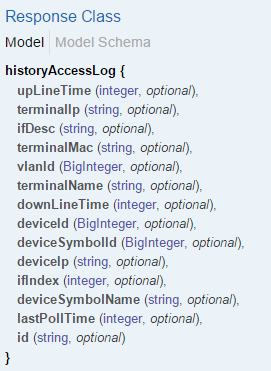 Response Class
Model Model Schema
historyAccessLog {
upLineTime (integer, optional),
terminalIp (string, optional),
ifDesc (string, optional),
terminalMac (string, optional),
vlanId (BigInteger, optional),
terminalName (string, optional),
downLineTime (integer, optional),
deviceId (BigInteger, optional),
deviceSymbolId (BigInteger, optional),
deviceIp (string, optional),
ifIndex (integer, optional),
deviceSymbolName (string, optional),
lastPollTime (integer, optional),
id (string, optional)
}